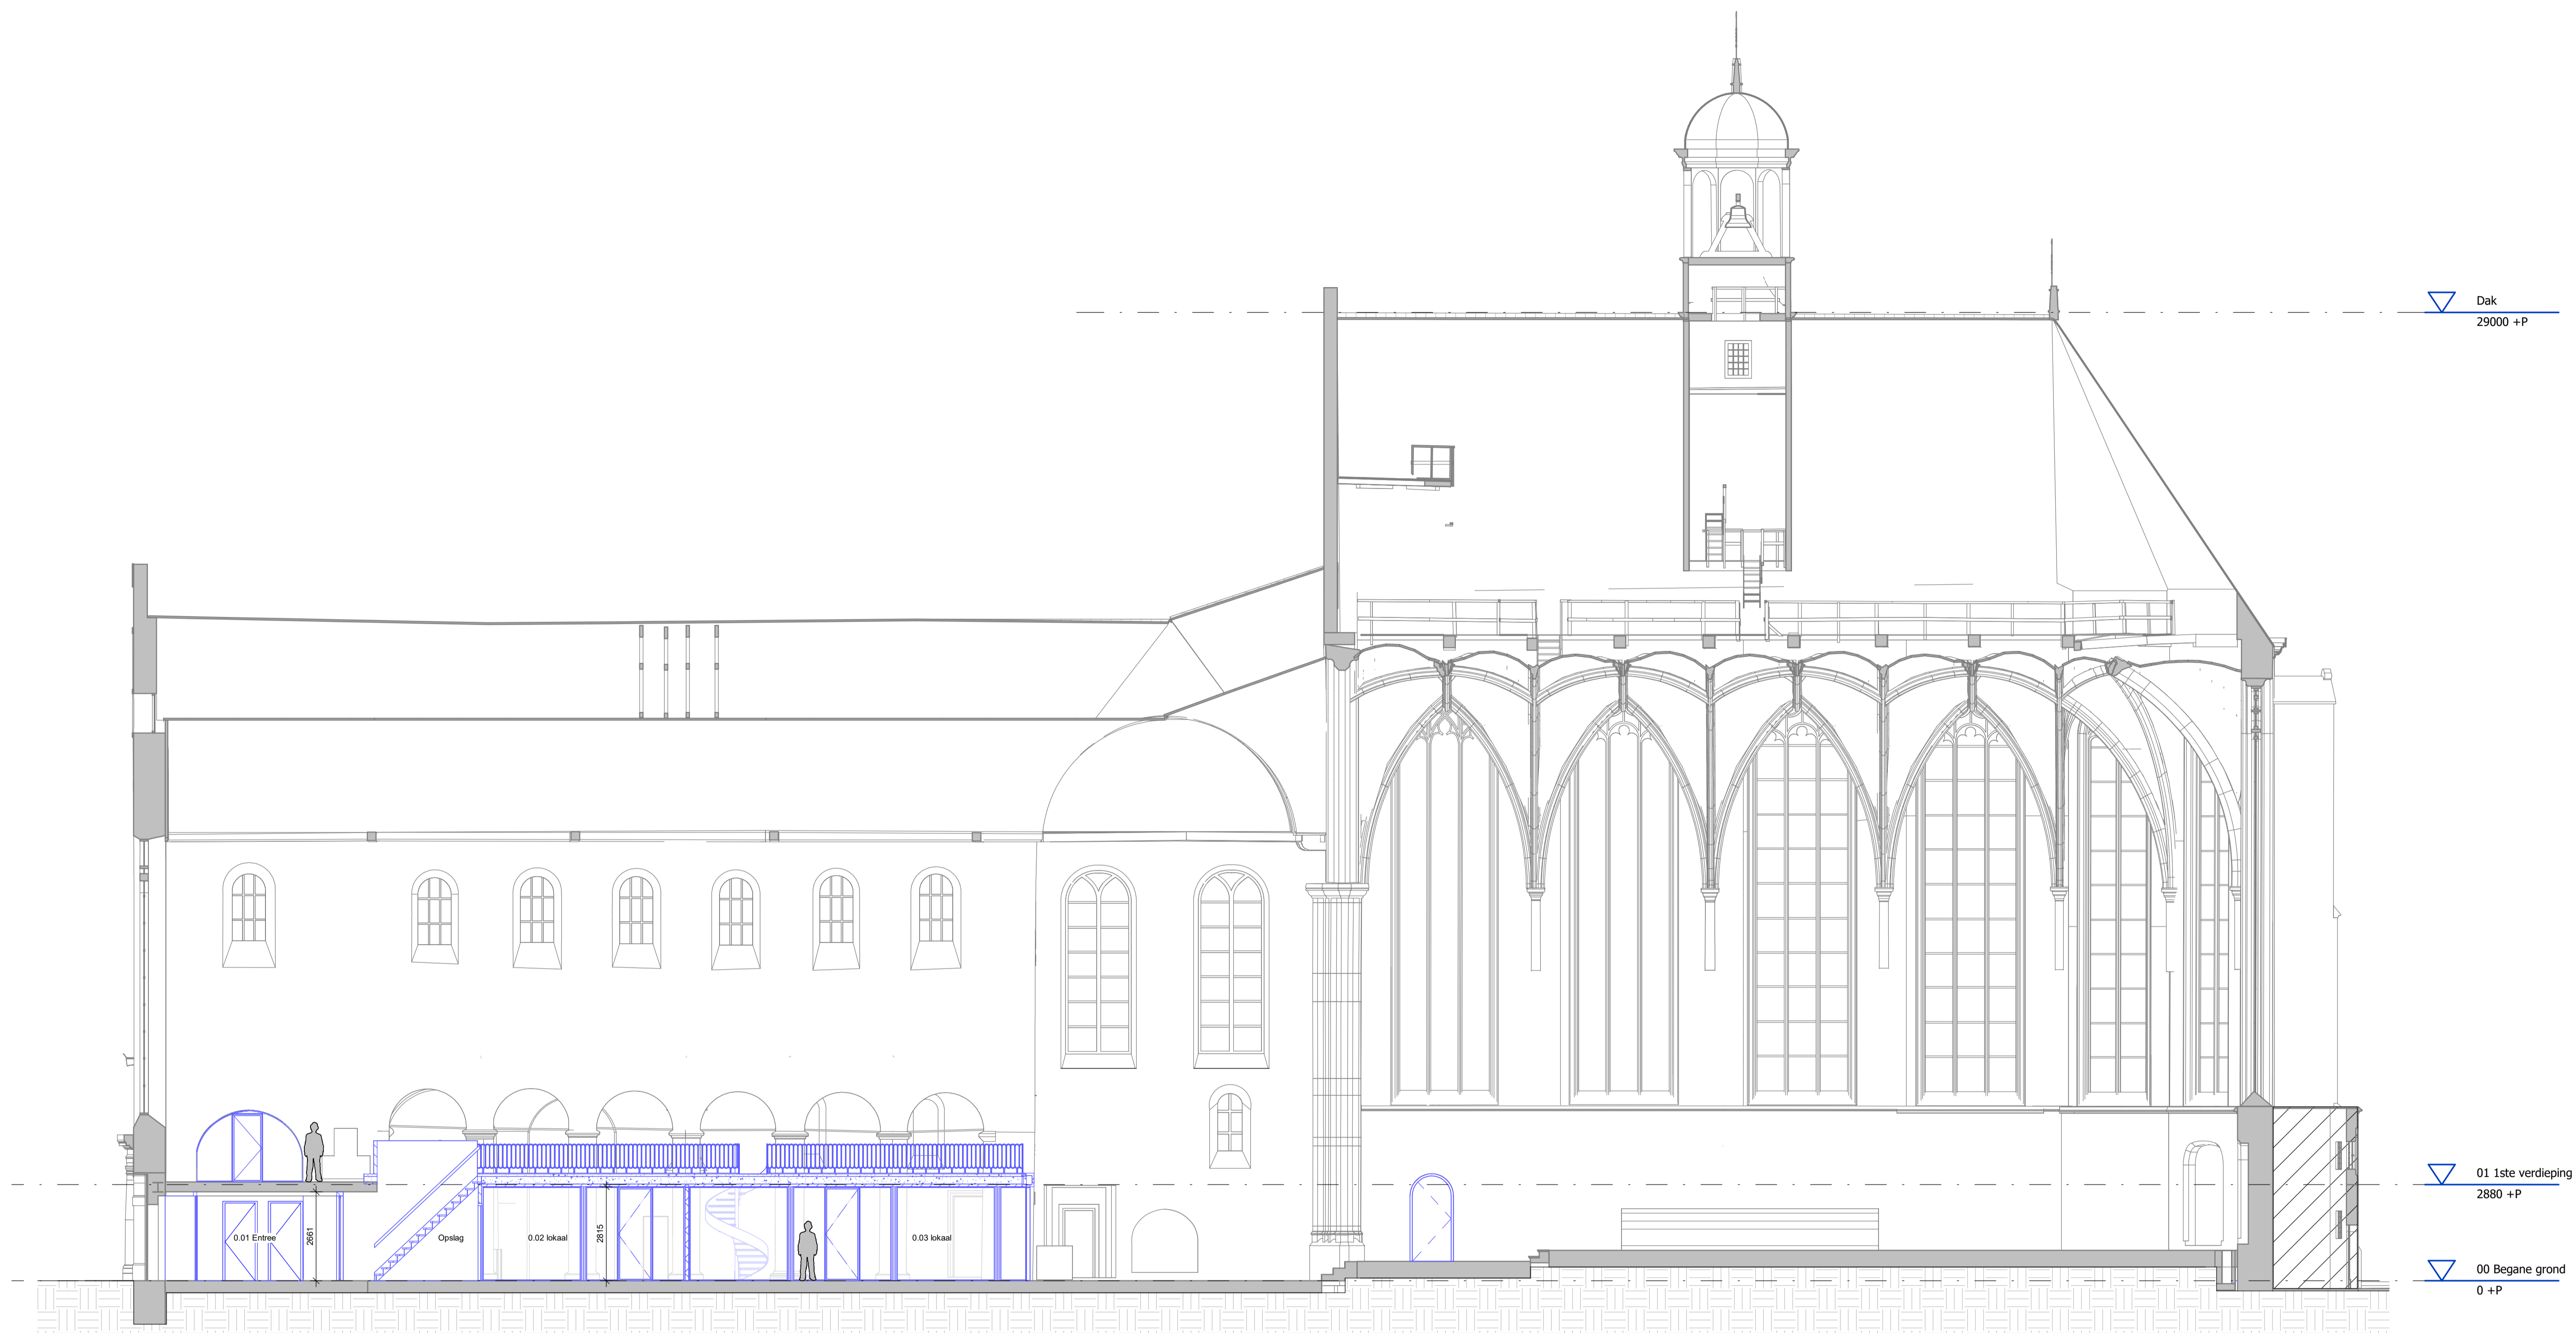 Dak
29000 +P
01 1ste verdieping
2880 +P
0.01 Entree
2661
Opslag
0.02 lokaal
2815
0.03 lokaal
00 Begane grond
0 +P